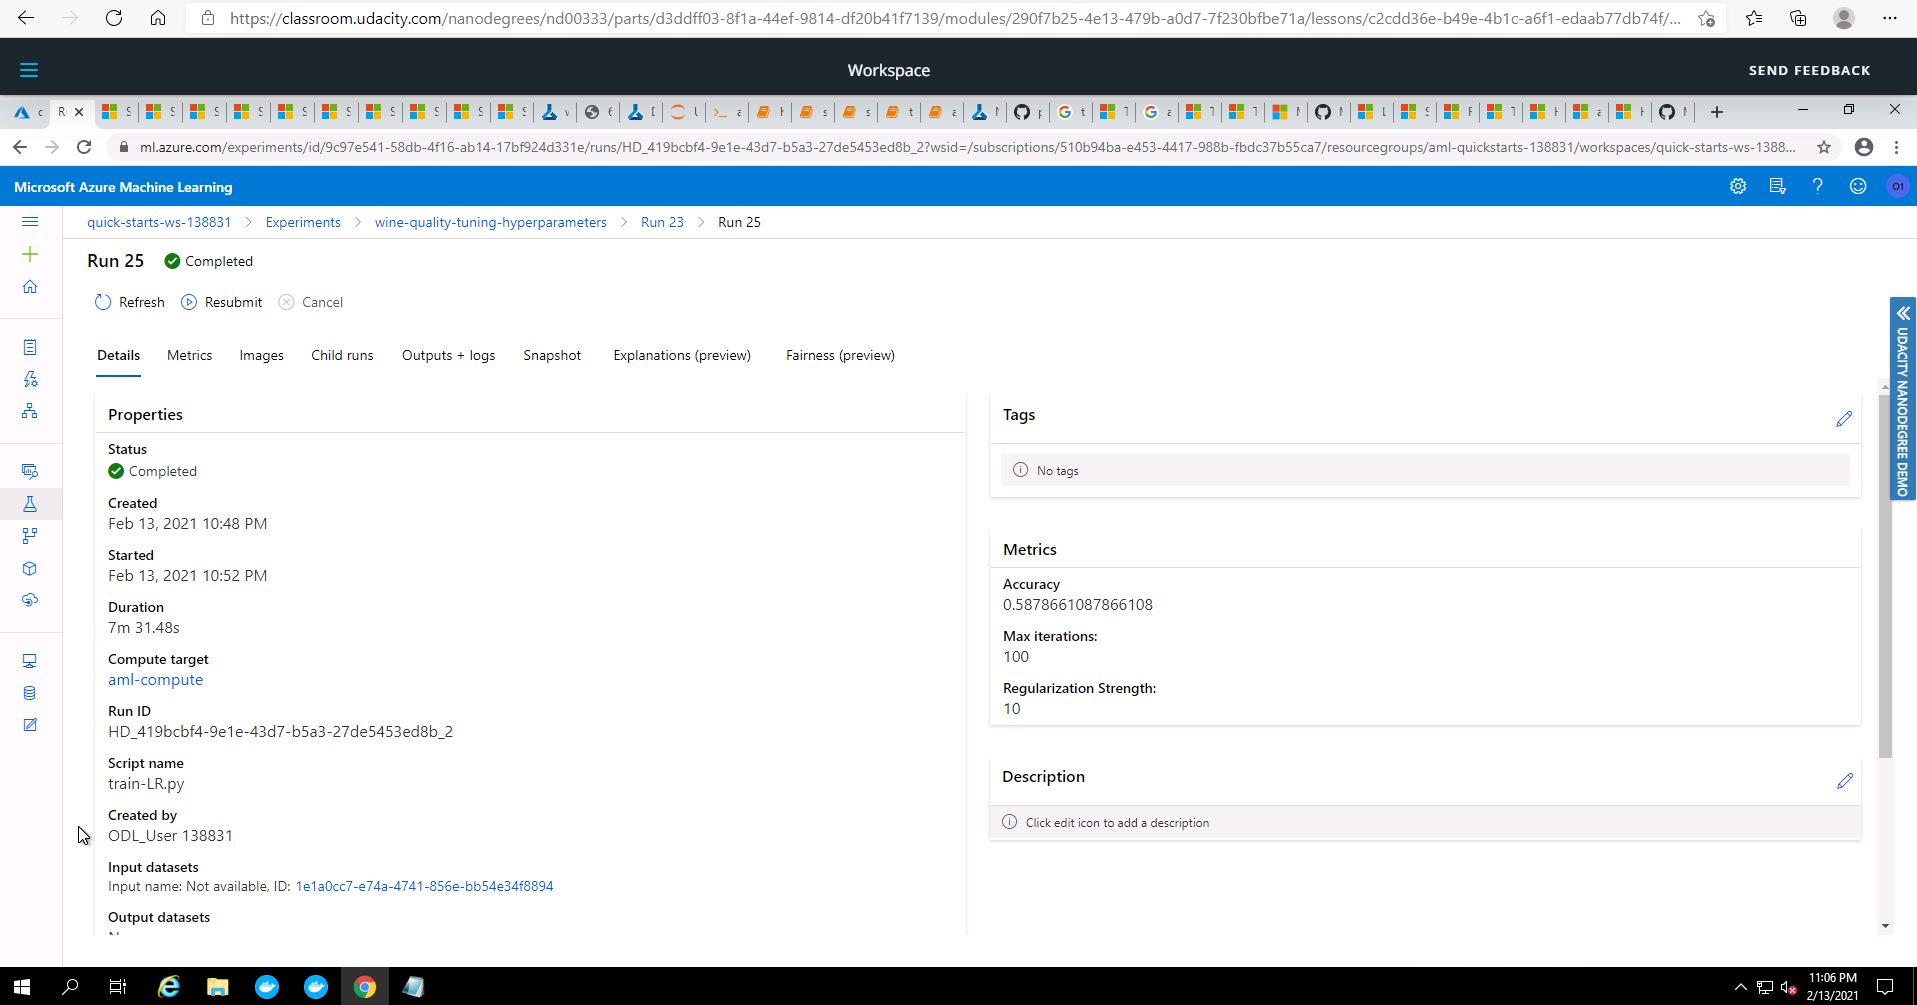 https://classroom.udacity.com/nanodegrees/nd00333/parts/d3ddff03-8f1a-44ef-9814-df20b41f7139/modules/290f7b25-4e13-479b-a0d7-7f230bfbe71a/lessons/c2cdd36e-b49e-4b1c-a6f1-edaab77db74f/...
Workspace
SEND FEEDBACK
ml.azure.com/experiments/id/9c97e541-58db-4f16-ab14-17bf924d331e/runs/HD_419bcbf4-9e1e-43d7-b5a3-27de5453ed8b_2?wsid=/subscriptions/510b94ba-e453-4417-988b-fbdc37b55ca7/resourcegroups/aml-quickstarts-138831/workspaces/quick-starts-ws-1388...
Microsoft Azure Machine Learning
O1
quick-starts-ws-138831 > Experiments > wine-quality-tuning-hyperparameters > Run 23 > Run 25
Run 25 Completed
Refresh Resubmit Cancel
Details Metrics Images Child runs Outputs + logs Snapshot Explanations (preview) Fairness (preview)
UDACITY NANODEGREE DEMO
Properties
Status
Completed
Created
Feb 13, 2021 10:48 PM
Started
Feb 13, 2021 10:52 PM
Duration
7m 31.48s
Compute target
aml-compute
Run ID
HD_419bcbf4-9e1e-43d7-b5a3-27de5453ed8b_2
Script name
train-LR.py
Created by
ODL_User 138831
Input datasets
Input name: Not available, ID: 1e1a0cc7-e74a-4741-856e-bb54e34f8894
Output datasets
Tags
No tags
Metrics
Accuracy
0.5878661087866108
Max iterations:
100
Regularization Strength:
10
Description
Click edit icon to add a description
11:06 PM
2/13/2021